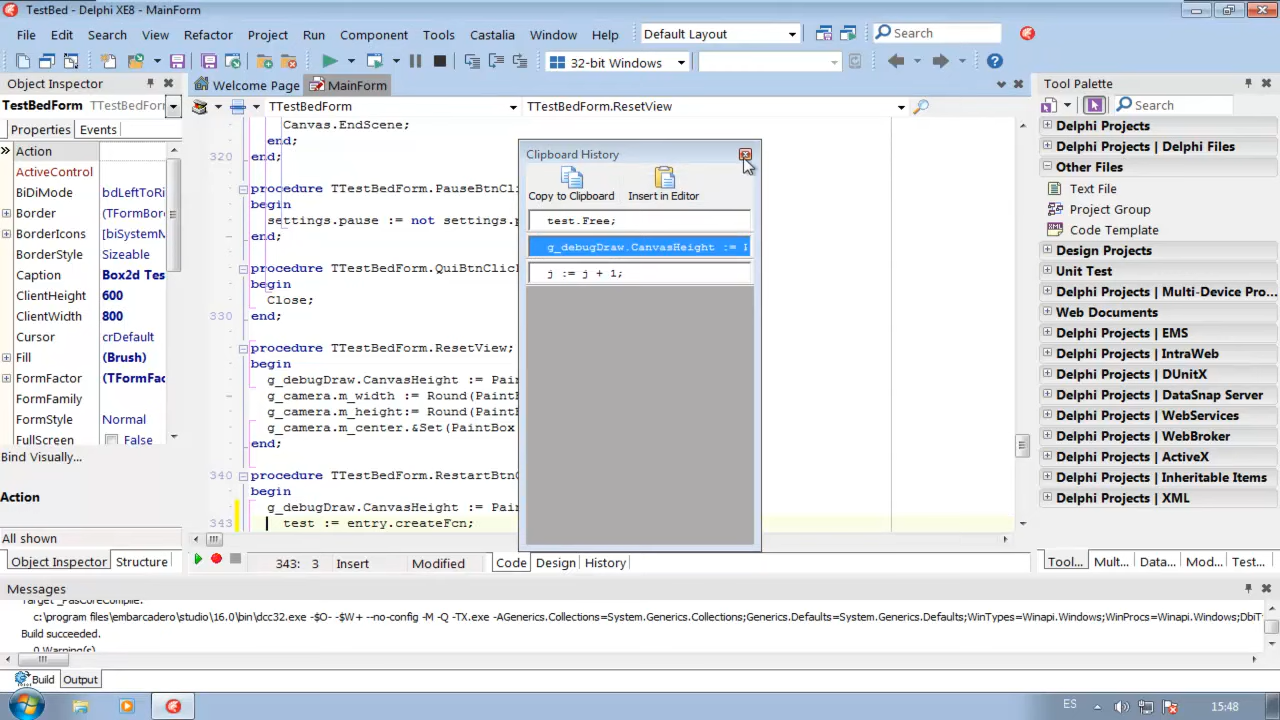 TestBed - Delphi XE8 - MainForm
File Edit Search View Refactor Project Run Component Tools Castalia Window Help
Default Layout
Search
32-bit Windows
Object Inspector
TestBedForm TTestBedForm
Properties Events
Action
ActiveControl
BiDiMode bdLeftToRi
Border (TFormBor
BorderIcons [biSystemM
BorderStyle Sizeable
Caption Box2d Tes
ClientHeight 600
ClientWidth 800
Cursor crDefault
Fill (Brush)
FormFactor (TFormFac
FormFamily
FormStyle Normal
FullScreen False
Bind Visually...
Action
All shown
Object Inspector Structure
Welcome Page MainForm
TTestBedForm TTestBedForm.ResetView
Canvas.EndScene;
end;
320 end;
procedure TTestBedForm.PauseBtnCli
begin
settings.pause := not settings.p
end;
procedure TTestBedForm.QuiBtnClick
begin
Close;
330 end;
procedure TTestBedForm.ResetView;
begin
g_debugDraw.CanvasHeight := Pain
g_camera.m_width := Round(PaintB
g_camera.m_height:= Round(Paint
g_camera.m_center.&Set(PaintBox
end;
340 procedure TTestBedForm.RestartBtnC
begin
g_debugDraw.CanvasHeight := Pain
343 test := entry.createFcn;
343: 3 Insert Modified Code Design History
Clipboard History
Copy to Clipboard Insert in Editor
test.Free;
g_debugDraw.CanvasHeight :=
j := j + 1;
Tool Palette
Search
Delphi Projects
Delphi Projects | Delphi Files
Other Files
Text File
Project Group
Code Template
Design Projects
Unit Test
Delphi Projects | Multi-Device Pro...
Web Documents
Delphi Projects | EMS
Delphi Projects | IntraWeb
Delphi Projects | DUnitX
Delphi Projects | DataSnap Server
Delphi Projects | WebServices
Delphi Projects | WebBroker
Delphi Projects | ActiveX
Delphi Projects | Inheritable Items
Delphi Projects | XML
Tool... Mult... Data... Mod... Test...
Messages
Target _PasCoreCompile:
c:\program files\embarcadero\studio\16.0\bin\dcc32.exe -$O- -$W+ --no-config -M -Q -TX.exe -AGenerics.Collections=System.Generics.Collections;Generics.Defaults=System.Generics.Defaults;WinTypes=Winapi.Windows;WinProcs=Winapi.Windows;DbiT
Build succeeded.
0 Warning(s)
Build Output
ES 15:48